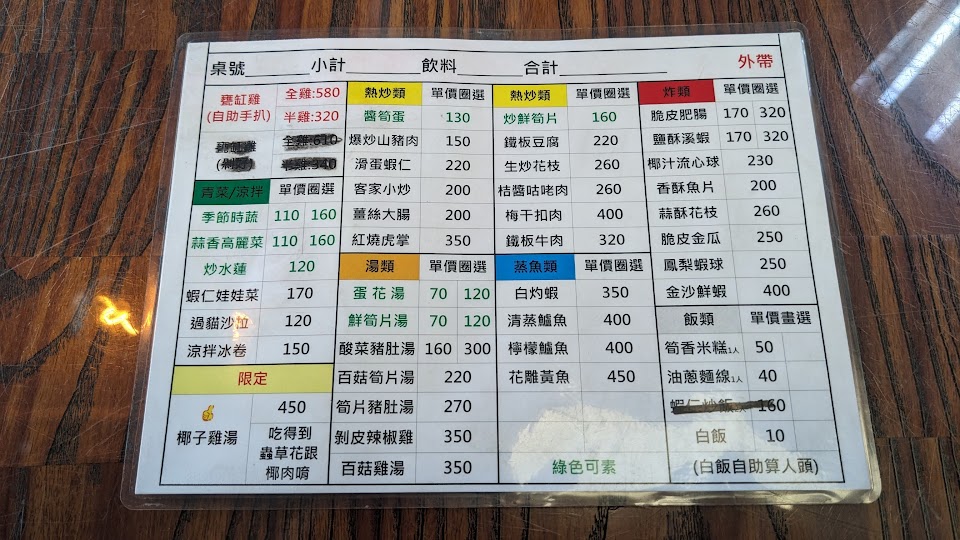 桌號 小計 飲料 合計 外帶
甕缸雞 全雞:580
(自助手扒) 半雞:320
全雞:610
(剁好) 半雞:340
青菜/涼拌 單價圈選
季節時蔬 110 160
蒜香高麗菜 110 160
炒水蓮 120
蝦仁娃娃菜 170
過貓沙拉 120
涼拌冰卷 150
限定
椰子雞湯 450
吃得到
蟲草花跟
椰肉唷
熱炒類 單價圈選
醬筍蛋 130
爆炒山豬肉 150
滑蛋蝦仁 220
客家小炒 200
薑絲大腸 200
紅燒虎掌 350
湯類 單價圈選
蛋花湯 70 120
鮮筍片湯 70 120
酸菜豬肚湯 160 300
百菇筍片湯 220
筍片豬肚湯 270
剝皮辣椒雞 350
百菇雞湯 350
熱炒類 單價圈選
炒鮮筍片 160
鐵板豆腐 220
生炒花枝 260
桔醬咕咾肉 260
梅干扣肉 400
鐵板牛肉 320
蒸魚類 單價圈選
白灼蝦 350
清蒸鱸魚 400
檸檬鱸魚 400
花雕黃魚 450
綠色可素
炸類 單價圈選
脆皮肥腸 170 320
鹽酥溪蝦 170 320
椰汁流心球 230
香酥魚片 200
蒜酥花枝 260
脆皮金瓜 250
鳳梨蝦球 250
金沙鮮蝦 400
飯類 單價畫選
筍香米糕1人 50
油蔥麵線1人 40
蝦仁炒飯 160
白飯 10
(白飯自助算人頭)